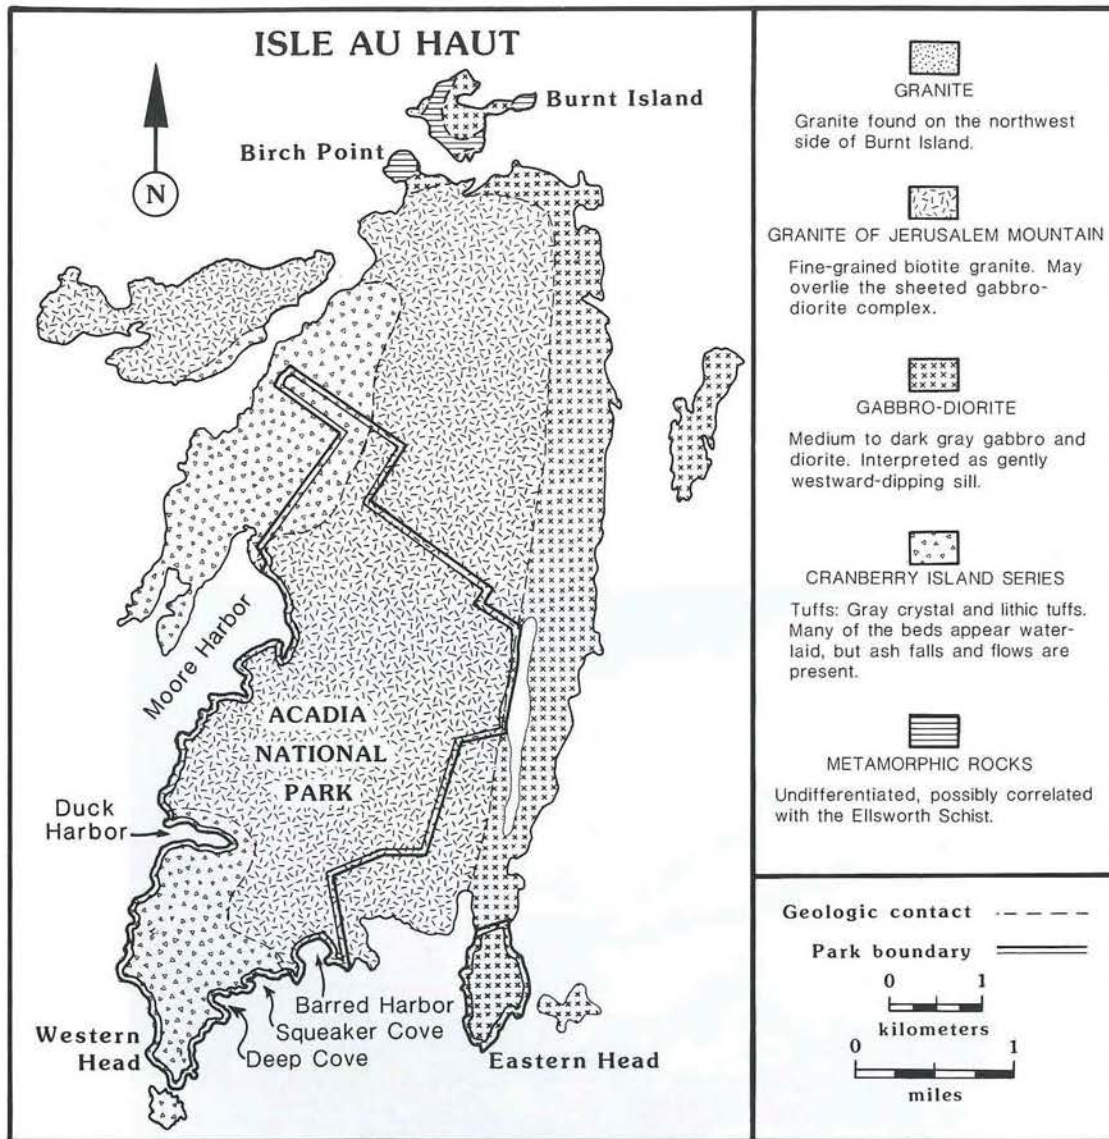 ISLE AU HAUT
N
Burnt Island
Birch Point
Moore Harbor
ACADIA
NATIONAL
PARK
Duck
Harbor
Barred Harbor
Squeaker Cove
Deep Cove
Western
Head
Eastern Head
GRANITE
Granite found on the northwest
side of Burnt Island.
GRANITE OF JERUSALEM MOUNTAIN
Fine-grained biotite granite. May
overlie the sheeted gabbro-
diorite complex.
GABBRO-DIORITE
Medium to dark gray gabbro and
diorite. Interpreted as gently
westward-dipping sill.
CRANBERRY ISLAND SERIES
Tuffs: Gray crystal and lithic tuffs.
Many of the beds appear water-
laid, but ash falls and flows are
present.
METAMORPHIC ROCKS
Undifferentiated, possibly correlated
with the Ellsworth Schist.
Geologic contact
Park boundary
0 1
kilometers
0 1
miles